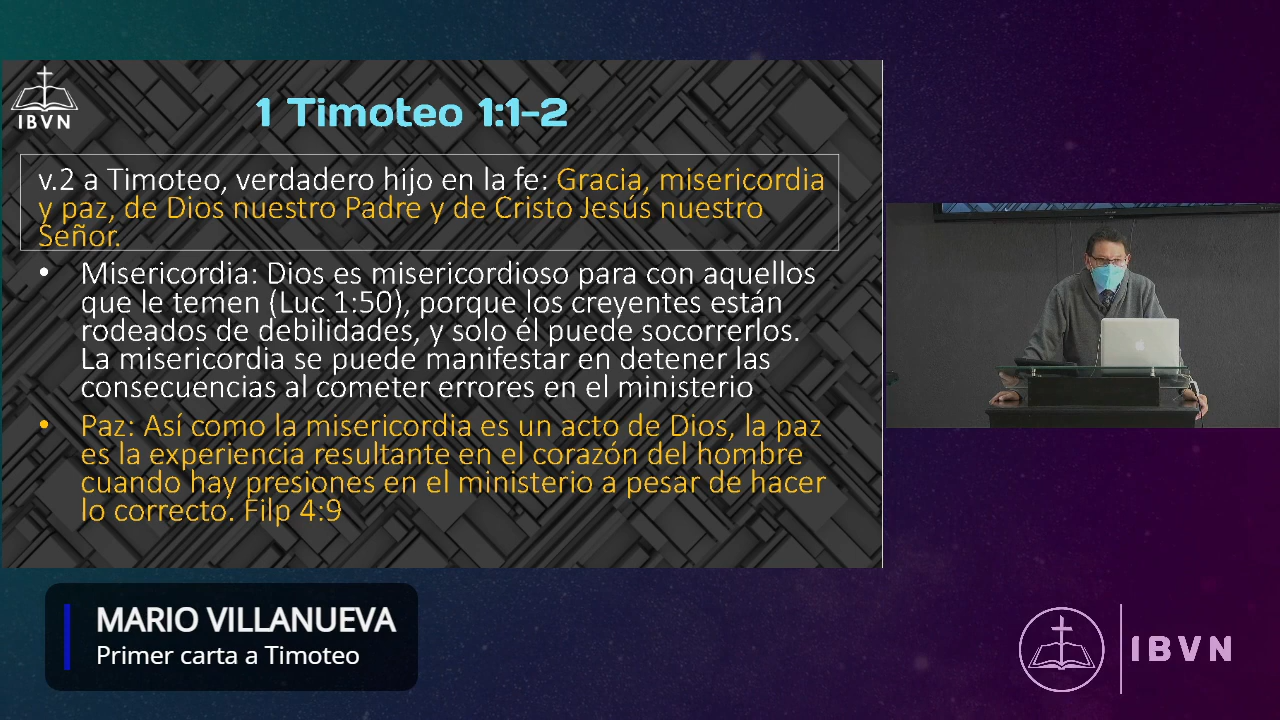 IBVN
1 Timoteo 1:1-2
v.2 a Timoteo, verdadero hijo en la fe: Gracia, misericordia
y paz, de Dios nuestro Padre y de Cristo Jesús nuestro
Señor.
• Misericordia: Dios es misericordioso para con aquellos
que le temen (Luc 1:50), porque los creyentes están
rodeados de debilidades, y solo él puede socorrerlos.
La misericordia se puede manifestar en detener las
consecuencias al cometer errores en el ministerio
• Paz: Así como la misericordia es un acto de Dios, la paz
es la experiencia resultante en el corazón del hombre
cuando hay presiones en el ministerio a pesar de hacer
lo correcto. Filp 4:9
MARIO VILLANUEVA
Primer carta a Timoteo
IBVN